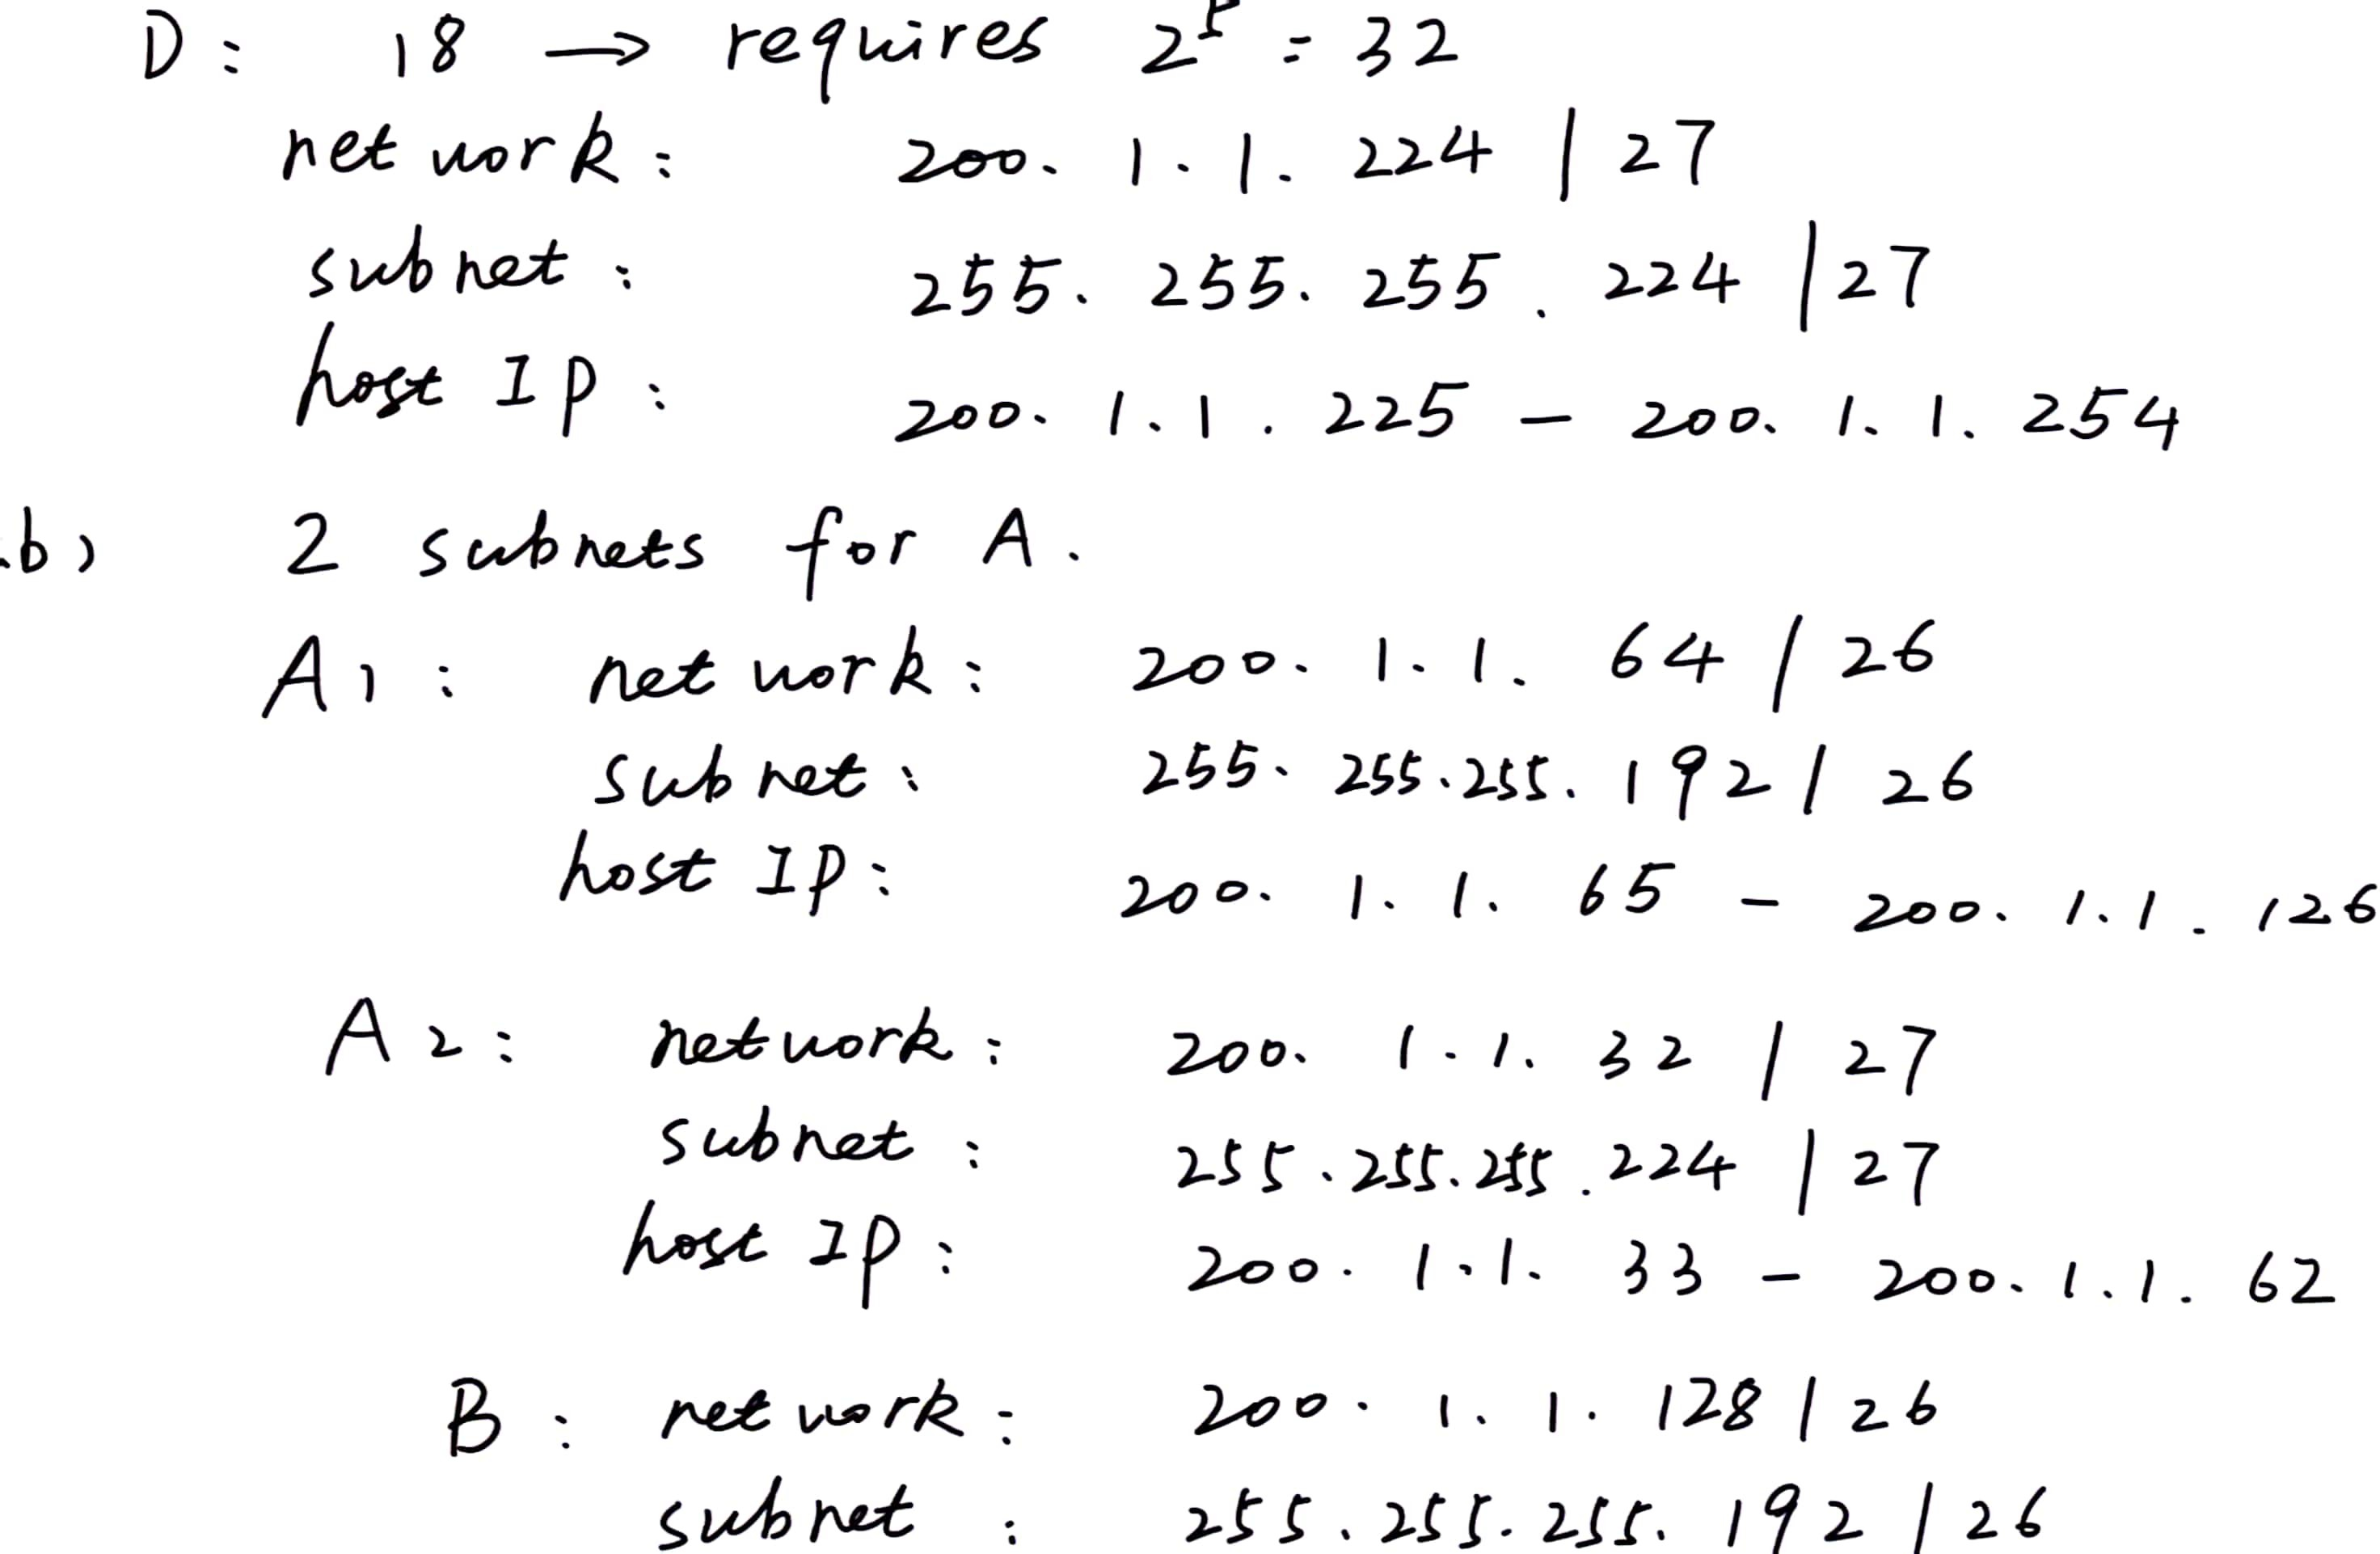 D: 18 → requires 2⁵ = 32
network: 200.1.1.224 / 27
subnet: 255.255.255.224 / 27
host IP: 200.1.1.225 - 200.1.1.254
b) 2 subnets for A.
A1: network: 200.1.1.64 / 26
subnet: 255.255.255.192 / 26
host IP: 200.1.1.65 - 200.1.1.126
A2: network: 200.1.1.32 / 27
subnet: 255.255.255.224 / 27
host IP: 200.1.1.33 - 200.1.1.62
B: network: 200.1.1.128 / 26
subnet: 255.255.255.192 / 26